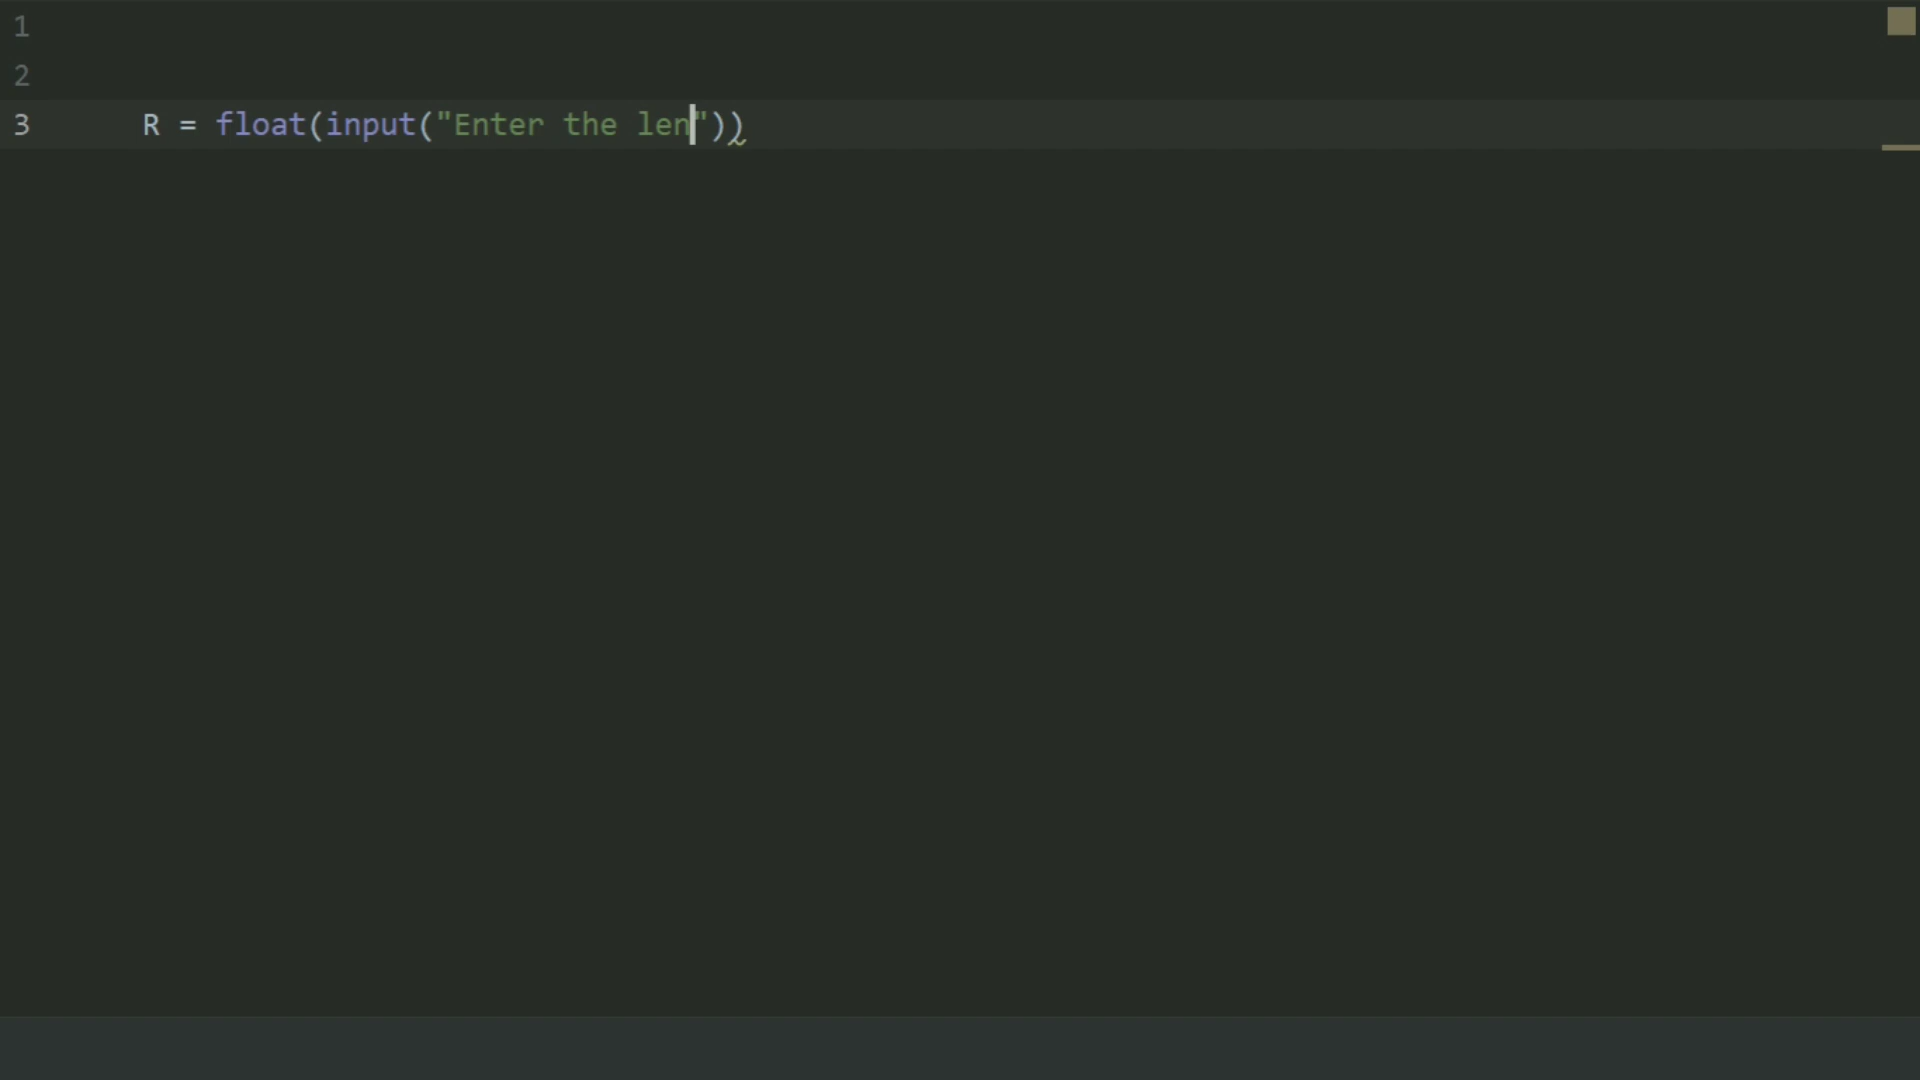 1
2
3 R = float(input("Enter the len"))